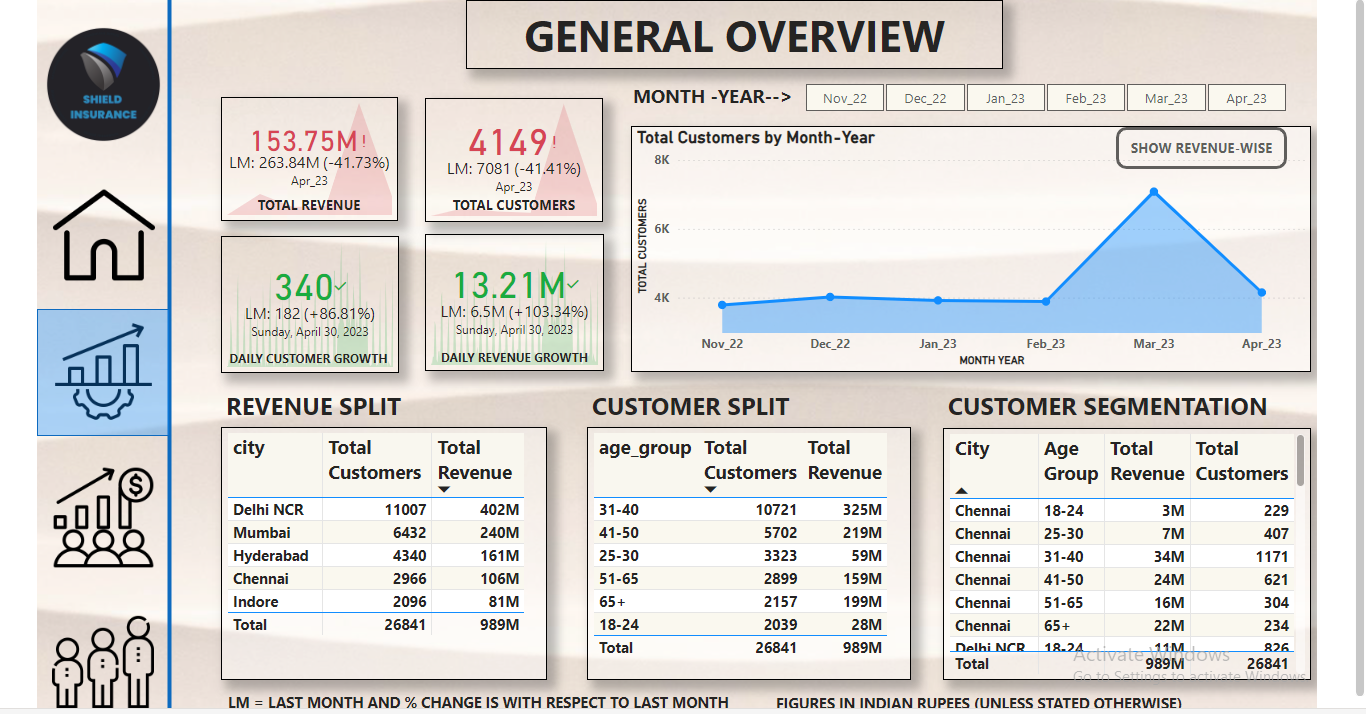 GENERAL OVERVIEW
SHIELD
INSURANCE
MONTH -YEAR--> Nov_22 Dec_22 Jan_23 Feb_23 Mar_23 Apr_23
153.75M!
LM: 263.84M (-41.73%)
Apr_23
TOTAL REVENUE
4149!
LM: 7081 (-41.41%)
Apr_23
TOTAL CUSTOMERS
340
LM: 182 (+86.81%)
Sunday, April 30, 2023
DAILY CUSTOMER GROWTH
13.21M
LM: 6.5M (+103.34%)
Sunday, April 30, 2023
DAILY REVENUE GROWTH
Total Customers by Month-Year
SHOW REVENUE-WISE
TOTAL CUSTOMERS
8K
6K
4K
Nov_22 Dec_22 Jan_23 Feb_23 Mar_23 Apr_23
MONTH YEAR
REVENUE SPLIT
city Total Customers Total Revenue
Delhi NCR 11007 402M
Mumbai 6432 240M
Hyderabad 4340 161M
Chennai 2966 106M
Indore 2096 81M
Total 26841 989M
CUSTOMER SPLIT
age_group Total Customers Total Revenue
31-40 10721 325M
41-50 5702 219M
25-30 3323 59M
51-65 2899 159M
65+ 2157 199M
18-24 2039 28M
Total 26841 989M
CUSTOMER SEGMENTATION
City Age Group Total Revenue Total Customers
Chennai 18-24 3M 229
Chennai 25-30 7M 407
Chennai 31-40 34M 1171
Chennai 41-50 24M 621
Chennai 51-65 16M 304
Chennai 65+ 22M 234
Delhi NCR 18-24 11M 826
Total 989M 26841
Activate Windows
Go to Settings to activate Windows.
LM = LAST MONTH AND % CHANGE IS WITH RESPECT TO LAST MONTH
FIGURES IN INDIAN RUPEES (UNLESS STATED OTHERWISE)